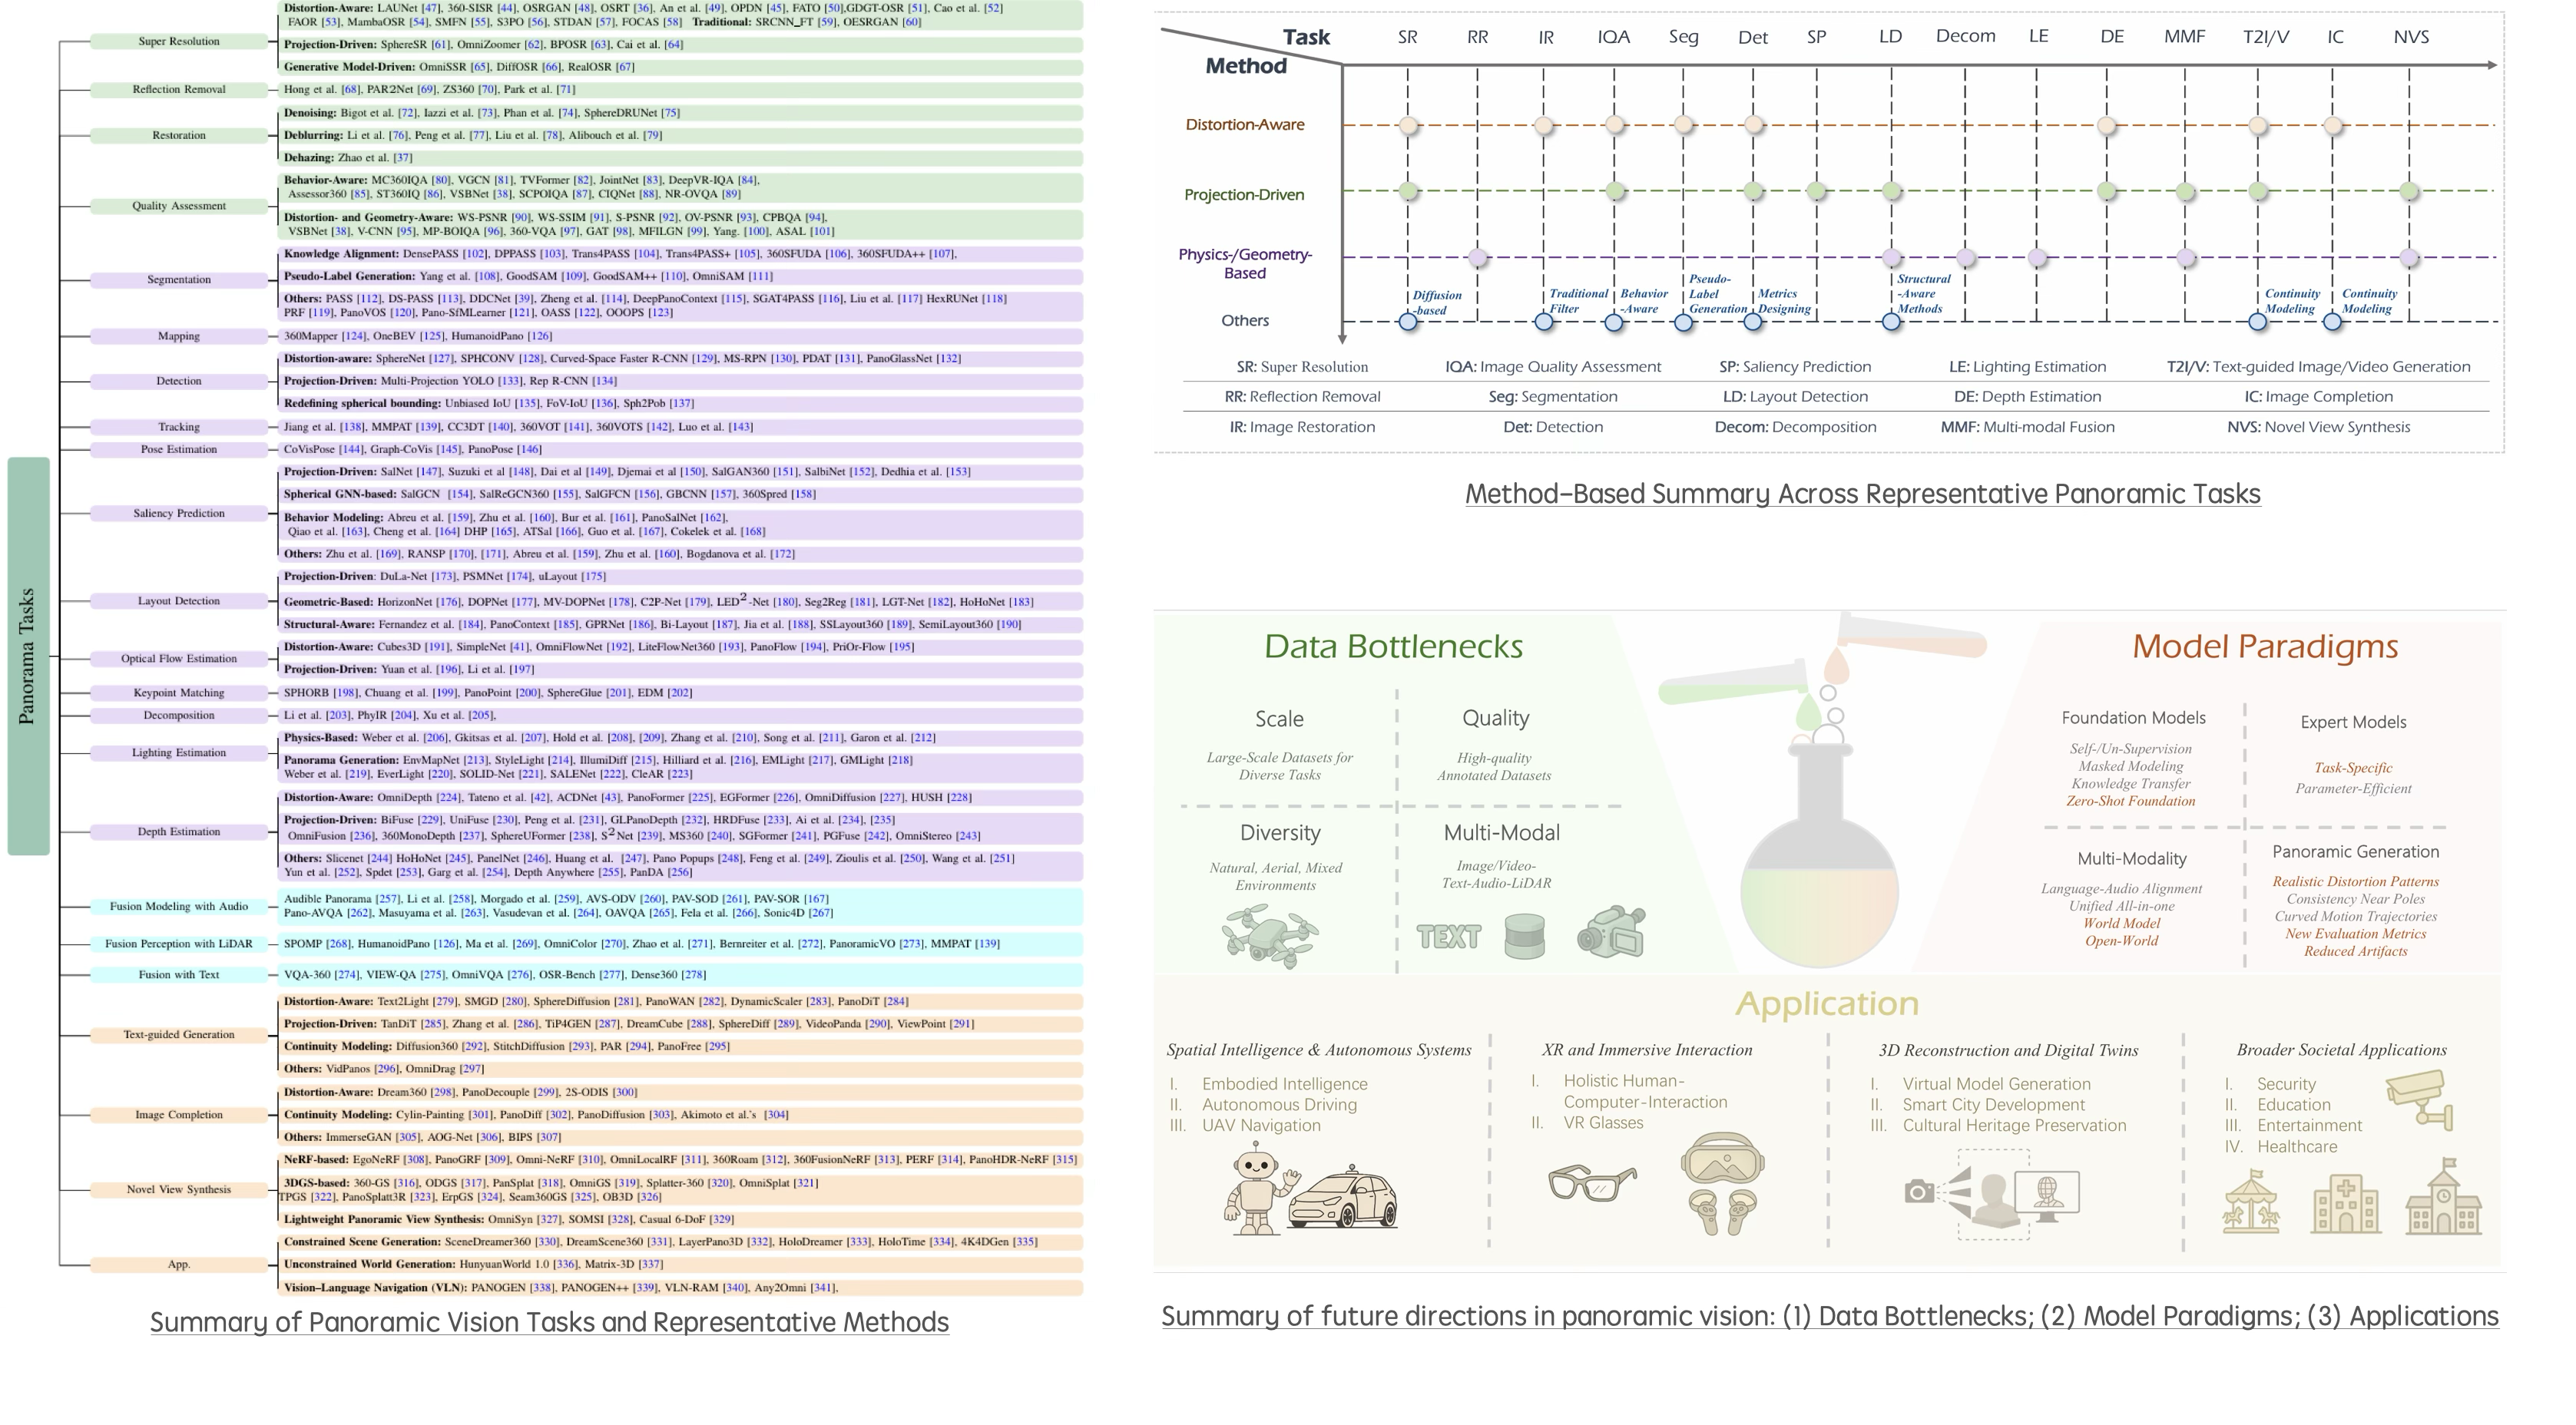 Panorama Tasks
Super Resolution
Distortion-Aware: LAUNet [47], 360-SISR [44], OSRGAN [48], OSRT [36], An et al. [49], OPDN [45], FATO [50],GDGT-OSR [51], Cao et al. [52]
FAOR [53], MambaOSR [54], SMFN [55], S3PO [56], STDAN [57], FOCAS [58] Traditional: SRCNN_FT [59], OESRGAN [60]
Projection-Driven: SphereSR [61], OmniZoomer [62], BPOSR [63], Cai et al. [64]
Generative Model-Driven: OmniSSR [65], DiffOSR [66], RealOSR [67]
Reflection Removal
Hong et al. [68], PAR2Net [69], ZS360 [70], Park et al. [71]
Restoration
Denoising: Bigot et al. [72], Iazzi et al. [73], Phan et al. [74], SphereDRUNet [75]
Deblurring: Li et al. [76], Peng et al. [77], Liu et al. [78], Alibouch et al. [79]
Dehazing: Zhao et al. [37]
Quality Assessment
Behavior-Aware: MC360IQA [80], VGCN [81], TVFormer [82], JointNet [83], DeepVR-IQA [84],
Assessor360 [85], ST360IQ [86], VSBNet [38], SCPOIQA [87], CIQNet [88], NR-OVQA [89]
Distortion- and Geometry-Aware: WS-PSNR [90], WS-SSIM [91], S-PSNR [92], OV-PSNR [93], CPBQA [94],
VSBNet [38], V-CNN [95], MP-BOIQA [96], 360-VQA [97], GAT [98], MFILGN [99], Yang. [100], ASAL [101]
Segmentation
Knowledge Alignment: DensePASS [102], DPPASS [103], Trans4PASS [104], Trans4PASS+ [105], 360SFUDA [106], 360SFUDA++ [107],
Pseudo-Label Generation: Yang et al. [108], GoodSAM [109], GoodSAM++ [110], OmniSAM [111]
Others: PASS [112], DS-PASS [113], DDCNet [39], Zheng et al. [114], DeepPanoContext [115], SGAT4PASS [116], Liu et al. [117] HexRUNet [118]
PRF [119], PanoVOS [120], Pano-SfMLearner [121], OASS [122], OOOPS [123]
Mapping
360Mapper [124], OneBEV [125], HumanoidPano [126]
Detection
Distortion-aware: SphereNet [127], SPHCONV [128], Curved-Space Faster R-CNN [129], MS-RPN [130], PDAT [131], PanoGlassNet [132]
Projection-Driven: Multi-Projection YOLO [133], Rep R-CNN [134]
Redefining spherical bounding: Unbiased IoU [135], FoV-IoU [136], Sph2Pob [137]
Tracking
Jiang et al. [138], MMPAT [139], CC3DT [140], 360VOT [141], 360VOTS [142], Luo et al. [143]
Pose Estimation
CoVisPose [144], Graph-CoVis [145], PanoPose [146]
Saliency Prediction
Projection-Driven: SalNet [147], Suzuki et al [148], Dai et al [149], Djemai et al [150], SalGAN360 [151], SalbiNet [152], Dedhia et al. [153]
Spherical GNN-based: SalGCN [154], SalReGCN360 [155], SalGFCN [156], GBCNN [157], 360Spred [158]
Behavior Modeling: Abreu et al. [159], Zhu et al. [160], Bur et al. [161], PanoSalNet [162],
Qiao et al. [163], Cheng et al. [164] DHP [165], ATSal [166], Guo et al. [167], Cokelek et al. [168]
Others: Zhu et al. [169], RANSP [170], [171], Abreu et al. [159], Zhu et al. [160], Bogdanova et al. [172]
Layout Detection
Projection-Driven: DuLa-Net [173], PSMNet [174], uLayout [175]
Geometric-Based: HorizonNet [176], DOPNet [177], MV-DOPNet [178], C2P-Net [179], LED²-Net [180], Seg2Reg [181], LGT-Net [182], HoHoNet [183]
Structural-Aware: Fernandez et al. [184], PanoContext [185], GPRNet [186], Bi-Layout [187], Jia et al. [188], SSLayout360 [189], SemiLayout360 [190]
Optical Flow Estimation
Distortion-Aware: Cubes3D [191], SimpleNet [41], OmniFlowNet [192], LiteFlowNet360 [193], PanoFlow [194], PriOr-Flow [195]
Projection-Driven: Yuan et al. [196], Li et al. [197]
Keypoint Matching
SPHORB [198], Chuang et al. [199], PanoPoint [200], SphereGlue [201], EDM [202]
Decomposition
Li et al. [203], PhyIR [204], Xu et al. [205],
Lighting Estimation
Physics-Based: Weber et al. [206], Gkitsas et al. [207], Hold et al. [208], [209], Zhang et al. [210], Song et al. [211], Garon et al. [212]
Panorama Generation: EnvMapNet [213], StyleLight [214], IllumiDiff [215], Hilliard et al. [216], EMLight [217], GMLight [218]
Weber et al. [219], EverLight [220], SOLID-Net [221], SALENet [222], CleAR [223]
Depth Estimation
Distortion-Aware: OmniDepth [224], Tateno et al. [42], ACDNet [43], PanoFormer [225], EGFormer [226], OmniDiffusion [227], HUSH [228]
Projection-Driven: BiFuse [229], UniFuse [230], Peng et al. [231], GLPanoDepth [232], HRDFuse [233], Ai et al. [234], [235]
OmniFusion [236], 360MonoDepth [237], SphereUFormer [238], S²Net [239], MS360 [240], SGFormer [241], PGFuse [242], OmniStereo [243]
Others: Slicenet [244] HoHoNet [245], PanelNet [246], Huang et al. [247], Pano Popups [248], Feng et al. [249], Zioulis et al. [250], Wang et al. [251]
Yun et al. [252], Spdet [253], Garg et al. [254], Depth Anywhere [255], PanDA [256]
Fusion Modeling with Audio
Audible Panorama [257], Li et al. [258], Morgado et al. [259], AVS-ODV [260], PAV-SOD [261], PAV-SOR [167]
Pano-AVQA [262], Masuyama et al. [263], Vasudevan et al. [264], OAVQA [265], Fela et al. [266], Sonic4D [267]
Fusion Perception with LiDAR
SPOMP [268], HumanoidPano [126], Ma et al. [269], OmniColor [270], Zhao et al. [271], Bernreiter et al. [272], PanoramicVO [273], MMPAT [139]
Fusion with Text
VQA-360 [274], VIEW-QA [275], OmniVQA [276], OSR-Bench [277], Dense360 [278]
Text-guided Generation
Distortion-Aware: Text2Light [279], SMGD [280], SphereDiffusion [281], PanoWAN [282], DynamicScaler [283], PanoDiT [284]
Projection-Driven: TanDiT [285], Zhang et al. [286], TiP4GEN [287], DreamCube [288], SphereDiff [289], VideoPanda [290], ViewPoint [291]
Continuity Modeling: Diffusion360 [292], StitchDiffusion [293], PAR [294], PanoFree [295]
Others: VidPanos [296], OmniDrag [297]
Image Completion
Distortion-Aware: Dream360 [298], PanoDecouple [299], 2S-ODIS [300]
Continuity Modeling: Cylin-Painting [301], PanoDiff [302], PanoDiffusion [303], Akimoto et al.'s [304]
Others: ImmerseGAN [305], AOG-Net [306], BIPS [307]
Novel View Synthesis
NeRF-based: EgoNeRF [308], PanoGRF [309], Omni-NeRF [310], OmniLocalRF [311], 360Roam [312], 360FusionNeRF [313], PERF [314], PanoHDR-NeRF [315]
3DGS-based: 360-GS [316], ODGS [317], PanSplat [318], OmniGS [319], Splatter-360 [320], OmniSplat [321]
TPGS [322], PanoSplatt3R [323], ErpGS [324], Seam360GS [325], OB3D [326]
Lightweight Panoramic View Synthesis: OmniSyn [327], SOMSI [328], Casual 6-DoF [329]
App.
Constrained Scene Generation: SceneDreamer360 [330], DreamScene360 [331], LayerPano3D [332], HoloDreamer [333], HoloTime [334], 4K4DGen [335]
Unconstrained World Generation: HunyuanWorld 1.0 [336], Matrix-3D [337]
Vision–Language Navigation (VLN): PANOGEN [338], PANOGEN++ [339], VLN-RAM [340], Any2Omni [341],
Summary of Panoramic Vision Tasks and Representative Methods
Task SR RR IR IQA Seg Det SP LD Decom LE DE MMF T2I/V IC NVS
Method
Distortion-Aware
Projection-Driven
Physics-/Geometry-
Based
Others
Diffusion
-based
Traditional
Filter
Behavior
-Aware
Pseudo-
Label
Generation
Metrics
Designing
Structural
-Aware
Methods
Continuity
Modeling
Continuity
Modeling
SR: Super Resolution IQA: Image Quality Assessment SP: Saliency Prediction LE: Lighting Estimation T2I/V: Text-guided Image/Video Generation
RR: Reflection Removal Seg: Segmentation LD: Layout Detection DE: Depth Estimation IC: Image Completion
IR: Image Restoration Det: Detection Decom: Decomposition MMF: Multi-modal Fusion NVS: Novel View Synthesis
Method-Based Summary Across Representative Panoramic Tasks
Data Bottlenecks
Scale
Large-Scale Datasets for
Diverse Tasks
Quality
High-quality
Annotated Datasets
Diversity
Natural, Aerial, Mixed
Environments
Multi-Modal
Image/Video-
Text-Audio-LiDAR
TEXT
Model Paradigms
Foundation Models
Self-/Un-Supervision
Masked Modeling
Knowledge Transfer
Zero-Shot Foundation
Expert Models
Task-Specific
Parameter-Efficient
Multi-Modality
Language-Audio Alignment
Unified All-in-one
World Model
Open-World
Panoramic Generation
Realistic Distortion Patterns
Consistency Near Poles
Curved Motion Trajectories
New Evaluation Metrics
Reduced Artifacts
Application
Spatial Intelligence & Autonomous Systems
I. Embodied Intelligence
II. Autonomous Driving
III. UAV Navigation
XR and Immersive Interaction
I. Holistic Human-
Computer-Interaction
II. VR Glasses
3D Reconstruction and Digital Twins
I. Virtual Model Generation
II. Smart City Development
III. Cultural Heritage Preservation
Broader Societal Applications
I. Security
II. Education
III. Entertainment
IV. Healthcare
Summary of future directions in panoramic vision: (1) Data Bottlenecks; (2) Model Paradigms; (3) Applications